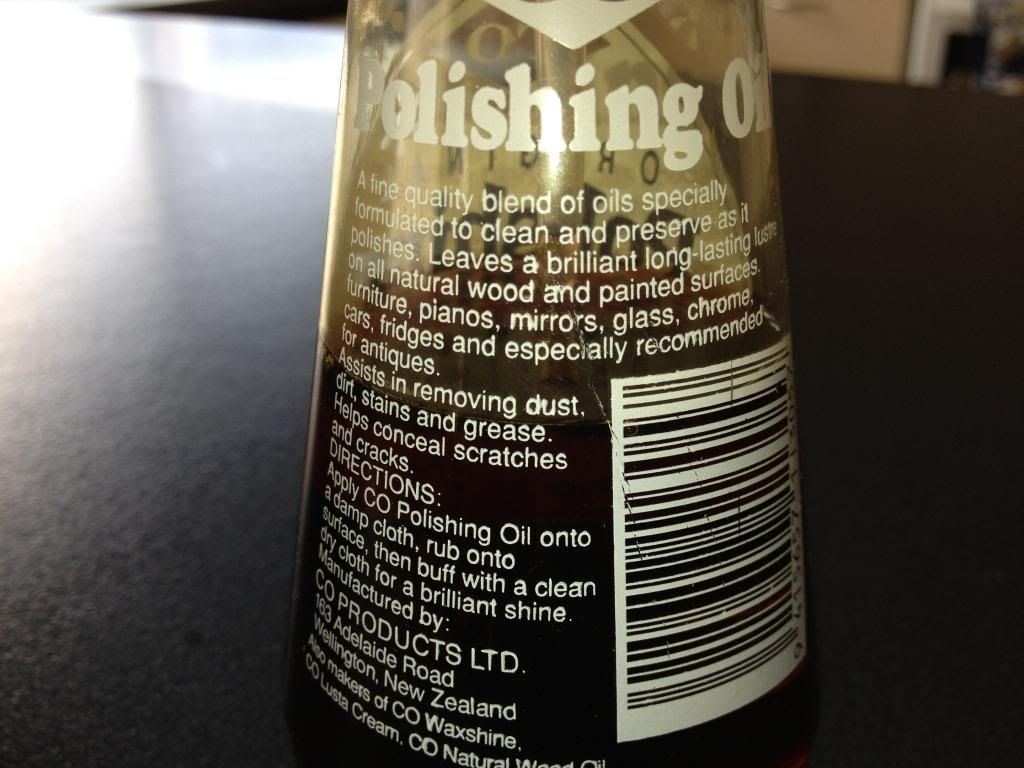 Polishing Oil
A fine quality blend of oils specially
formulated to clean and preserve as it
polishes. Leaves a brilliant long-lasting lustre
on all natural wood and painted surfaces.
furniture, pianos, mirrors, glass, chrome,
cars, fridges and especially recommended
for antiques.
Assists in removing dust,
dirt, stains and grease.
Helps conceal scratches
and cracks.
DIRECTIONS:
Apply CO Polishing Oil onto
a damp cloth, rub onto
surface, then buff with a clean
dry cloth for a brilliant shine.
Manufactured by:
CO PRODUCTS LTD.
163 Adelaide Road
Wellington, New Zealand
Also makers of CO Waxshine,
CO Lusta Cream, CO Natural Wood Oil